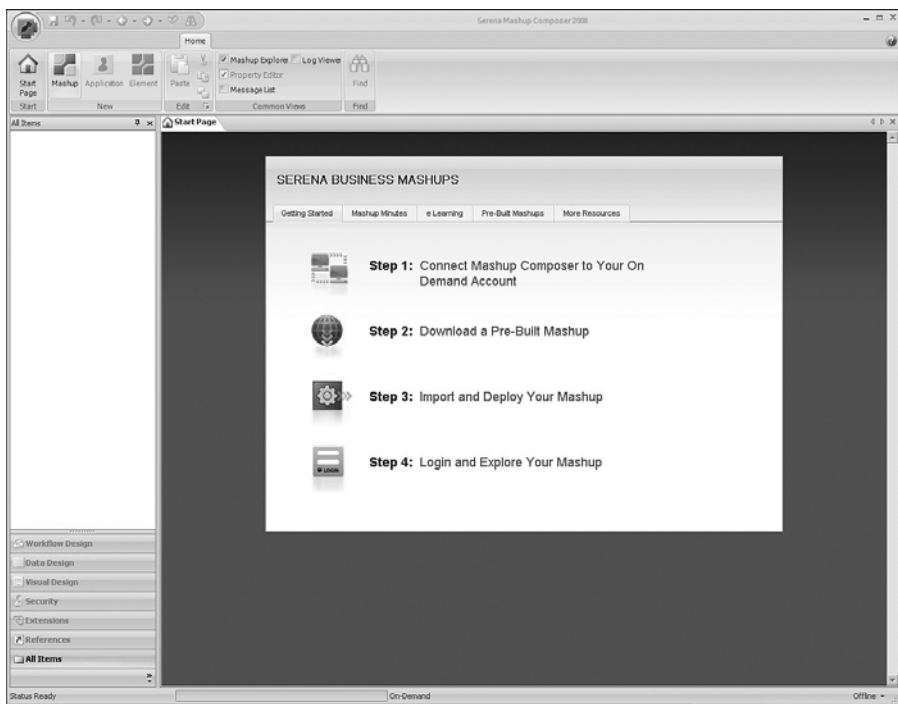 Serena Mashup Composer 2008
Home
Start Page
Mashup
Application
Element
Paste
Mashup Explorer
Log Viewer
Property Editor
Message List
Find
Start
New
Edit
Common Views
Find
All Items
Start Page
SERENA BUSINESS MASHUPS
Getting Started
Mashup Minutes
e Learning
Pre-Built Mashups
More Resources
Step 1: Connect Mashup Composer to Your On
Demand Account
Step 2: Download a Pre-Built Mashup
Step 3: Import and Deploy Your Mashup
LOGIN
Step 4: Login and Explore Your Mashup
Workflow Design
Data Design
Visual Design
Security
Extensions
References
All Items
Status Ready
On-Demand
Offline